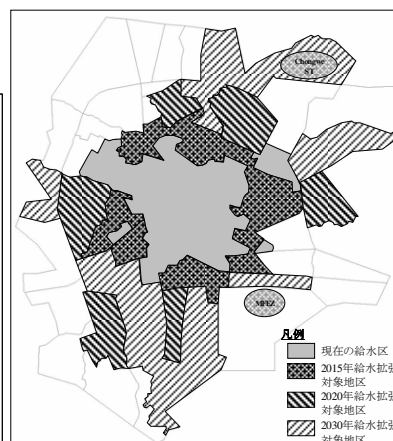 Chongwe
ST
MFEZ
凡例
現在の給水区
2015年給水拡張
対象地区
2020年給水拡張
対象地区
2030年給水拡張
対象地区